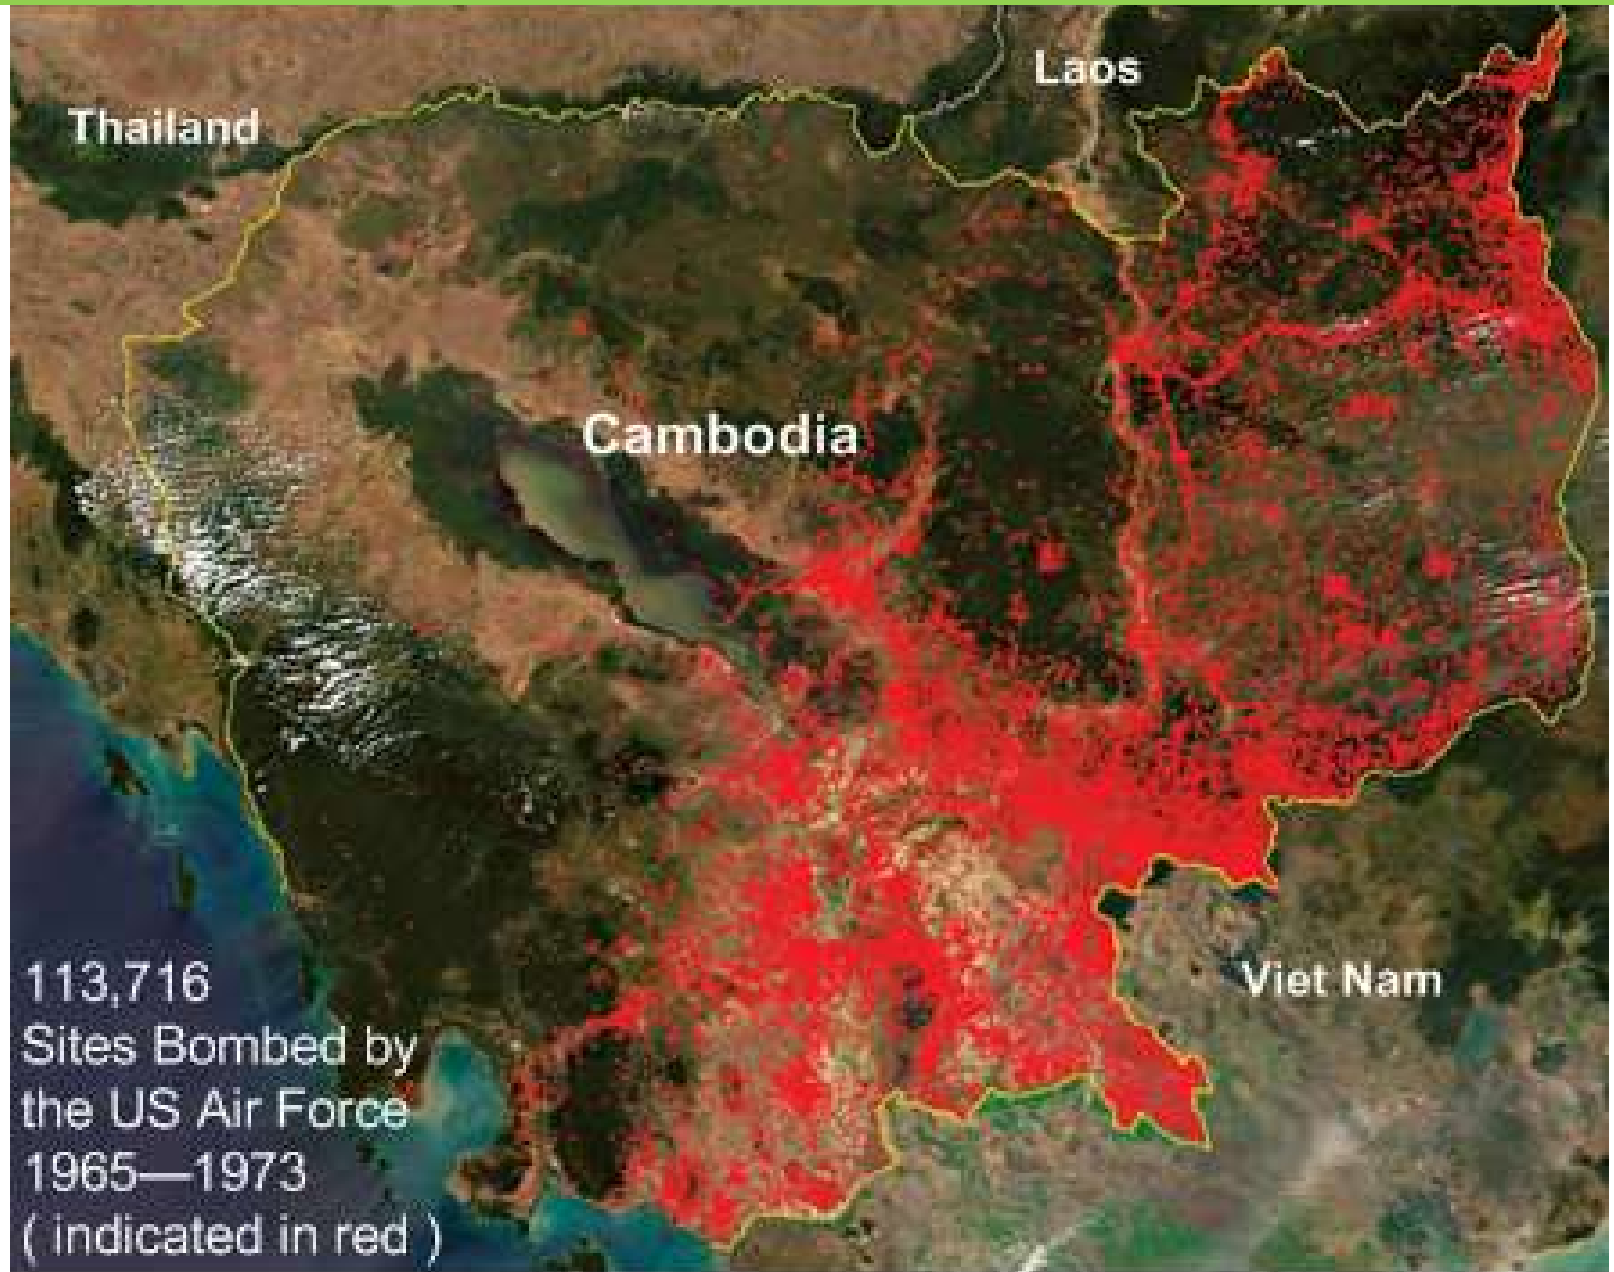 Laos
Thailand
Cambodia
Viet Nam
113,716
Sites Bombed by
the US Air Force
1965—1973
( indicated in red )